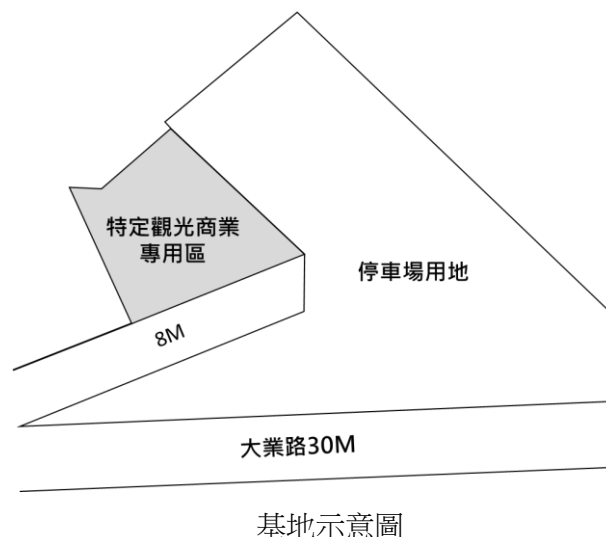 特定觀光商業
專用區
停車場用地
8M
大業路30M
基地示意圖